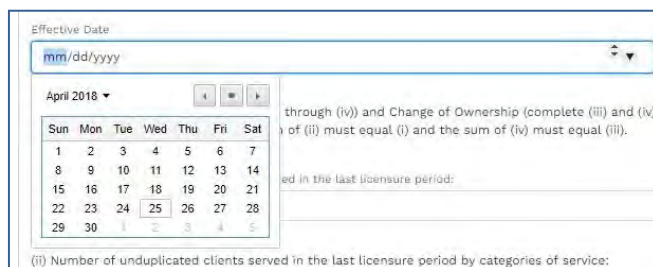 Effective Date
mm/dd/yyyy
April 2018
through (iv)) and Change of Ownership (complete (iii) and (iv)
of (ii) must equal (i) and the sum of (iv) must equal (iii).
Sun Mon Tue Wed Thu Fri Sat
1 2 3 4 5 6 7
8 9 10 11 12 13 14
ed in the last licensure period:
15 16 17 18 19 20 21
22 23 24 25 26 27 28
29 30 1 2 3 4 5
(ii) Number of unduplicated clients served in the last licensure period by categories of service: